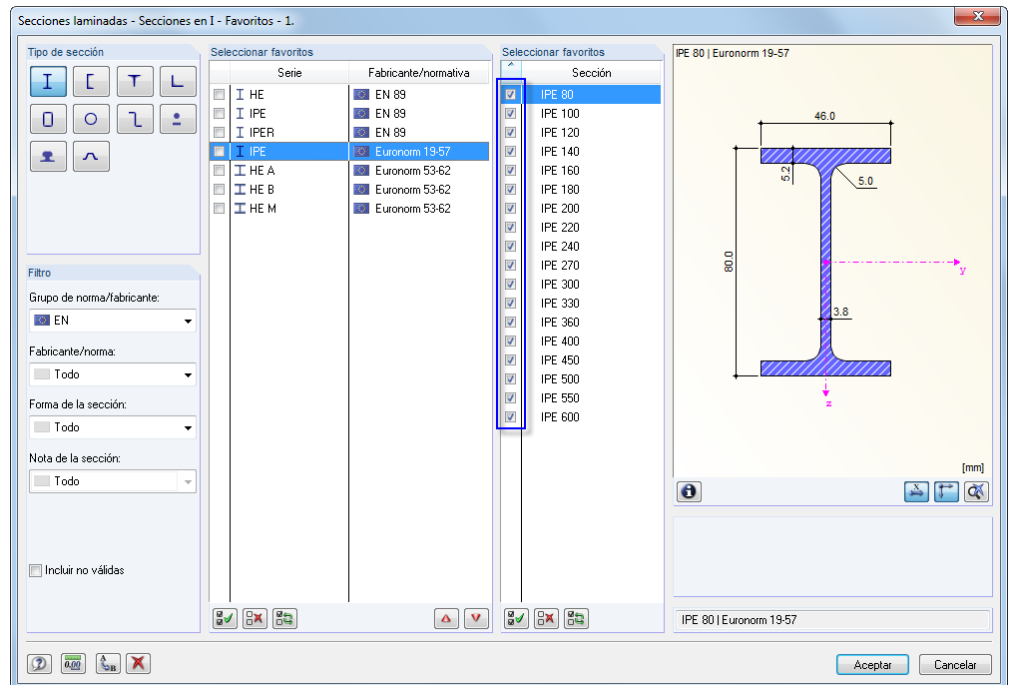 Secciones laminadas - Secciones en I - Favoritos - 1.
Tipo de sección
Filtro
Grupo de norma/fabricante:
EN
Fabricante/norma:
Todo
Forma de la sección:
Todo
Nota de la sección:
Todo
Incluir no válidas
Seleccionar favoritos
Serie Fabricante/normativa
HE EN 89
IPE EN 89
IPER EN 89
IPE Euronorm 19-57
HE A Euronorm 53-62
HE B Euronorm 53-62
HE M Euronorm 53-62
Seleccionar favoritos
Sección
IPE 80
IPE 100
IPE 120
IPE 140
IPE 160
IPE 180
IPE 200
IPE 220
IPE 240
IPE 270
IPE 300
IPE 330
IPE 360
IPE 400
IPE 450
IPE 500
IPE 550
IPE 600
IPE 80 | Euronorm 19-57
46.0
5.2
5.0
80.0
y
3.8
z
[mm]
IPE 80 | Euronorm 19-57
0.00
A
B
Aceptar
Cancelar